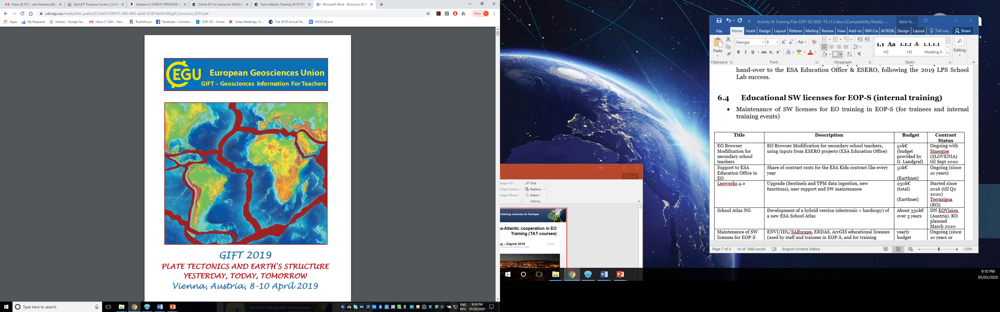 Inbox (8,331) - sarti.francesco@g
Starlyf® Pressure Cooker | LA M
Amazon.it: STARLYF PRESSURE C
Online EO for everyone: MOOCs,
Trans-Atlantic Training 2019 (TAT
Microsoft Word - Brochure 2019
cdn.egu.eu/media/filer_public/57/e9/57e991f1-2f4f-44f2-ae9d-07df7eb49196/gift_brochure_2019.pdf
Error
F
Apps
My Requests
kllenex - Google Se...
Inbox (7,244) - fran...
Rudolfinum
Facebook - Connexi...
EOP-SD - Home
Video Meetings, Vi...
The 2019 Annual Pe...
MOOC4Land
EGU
European Geosciences Union
GIFT – Geosciences Information For Teachers
GIFT 2019
PLATE TECTONICS AND EARTH'S STRUCTURE
YESTERDAY, TODAY, TOMORROW
Vienna, Austria, 8-10 April 2019
Type here to search
Sentinel Training with the European
ENG
INTL
9:10 PM
05/03/2020
Share
Shape Fill
Shape Outline
Shape Effects
Find
Replace
Select
Editing
Training courses in Europe
ns-Atlantic cooperation in EO
Training (TAT courses)
g – Zagreb 2018
Search
Activity & Training Plan EOP-SD 2020 -FS v1.3.docx [Compatibility Mode] -...
Table To...
File
Home
Insert
Design
Layout
Referen
Mailing
Review
View
Add-ins
IBM Co
ACROB
Design
Layout
Tell me...
Share
Paste
Clipboard
Georgia
9
Font
Paragraph
1.1 Aa
H2
1.1.1 A
H3
1.1.1.1
Heading 4
Styles
Editing
hand-over to the ESA Education Office & ESERO, following the 2019 LPS School
Lab success.
6.4 Educational SW licenses for EOP-S (internal training)
• Maintenance of SW licenses for EO training in EOP-S (for trainees and internal
training events)
Title Description Budget Contract
Status
EO Browser
Modification for
secondary school
teachers
EO Browser Modification for secondary school teachers,
using inputs from ESERO projects (ESA Education Office)
50k€
(budget
provided by
G. Landgraf)
Ongoing with
Sinergise
(SLOVENIA)
till Sept 2020
Support to ESA
Education Office in
EO
Share of contract costs for the ESA Kids contract like every
year
50k€
(Earthnet)
Ongoing (since
10 years)
Leoworks 4.0
Upgrade (Sentinels and TPM data ingestion, new
functions), user support and SW maintenance
230k€
(total)
(Earthnet)
Started since
2016 (till Q2
2020)
Terrasigna
(RO)
School Atlas NG
Development of a hybrid version (electronic + hardcopy) of
a new ESA School Atlas
About 330k€
over 3 years
DN EOVision
(Austria). KO
planned
March 2020
Maintenance of SW
licenses for EOP-S
ENVI/IDL/SARscape, ERDAS, ArcGIS educational licenses
(used by staff and trainees in EOP-S, and for training
yearly
budget
Ongoing (since
10 years or
Page 7 of 8
14 of 1688 words
English (United States)
120%
9:10 PM
05/03/2020